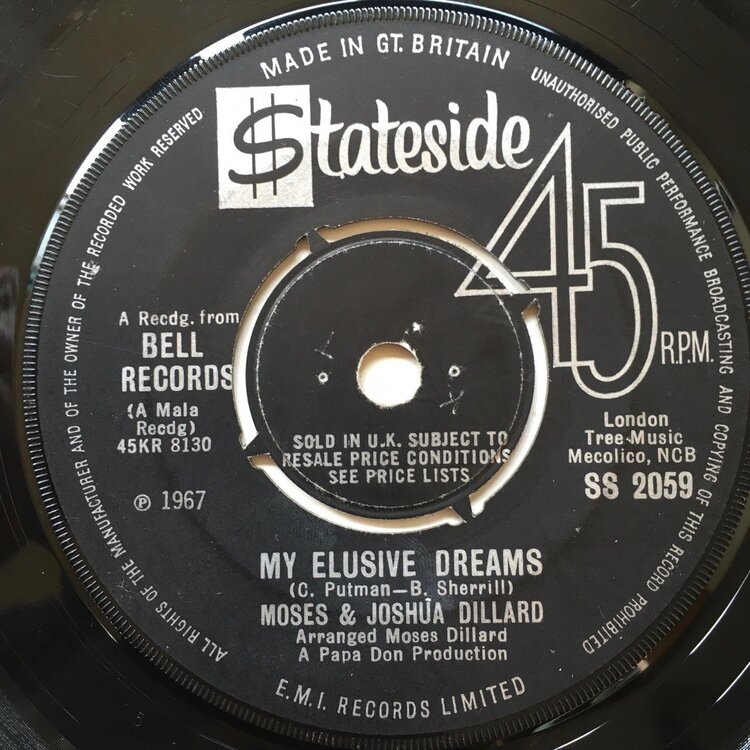 MADE IN GT. BRITAIN
UNAUTHORISED PUBLIC PERFORMANCE BROADCASTING AND COPYING OF THIS RECORD PROHIBITED
ALL RIGHTS OF THE MANUFACTURER AND OF THE OWNER OF THE RECORDED WORK RESERVED
$tateside
45
R.P.M.
A Recdg. from
BELL
RECORDS
(A Mala
Recdg)
45KR 8130
℗ 1967
London
Tree Music
Mecolico, NCB
SS 2059
SOLD IN U.K. SUBJECT TO
RESALE PRICE CONDITIONS
SEE PRICE LISTS
MY ELUSIVE DREAMS
(C. Putman—B. Sherrill)
MOSES & JOSHUA DILLARD
Arranged Moses Dillard
A Papa Don Production
E.M.I. RECORDS LIMITED